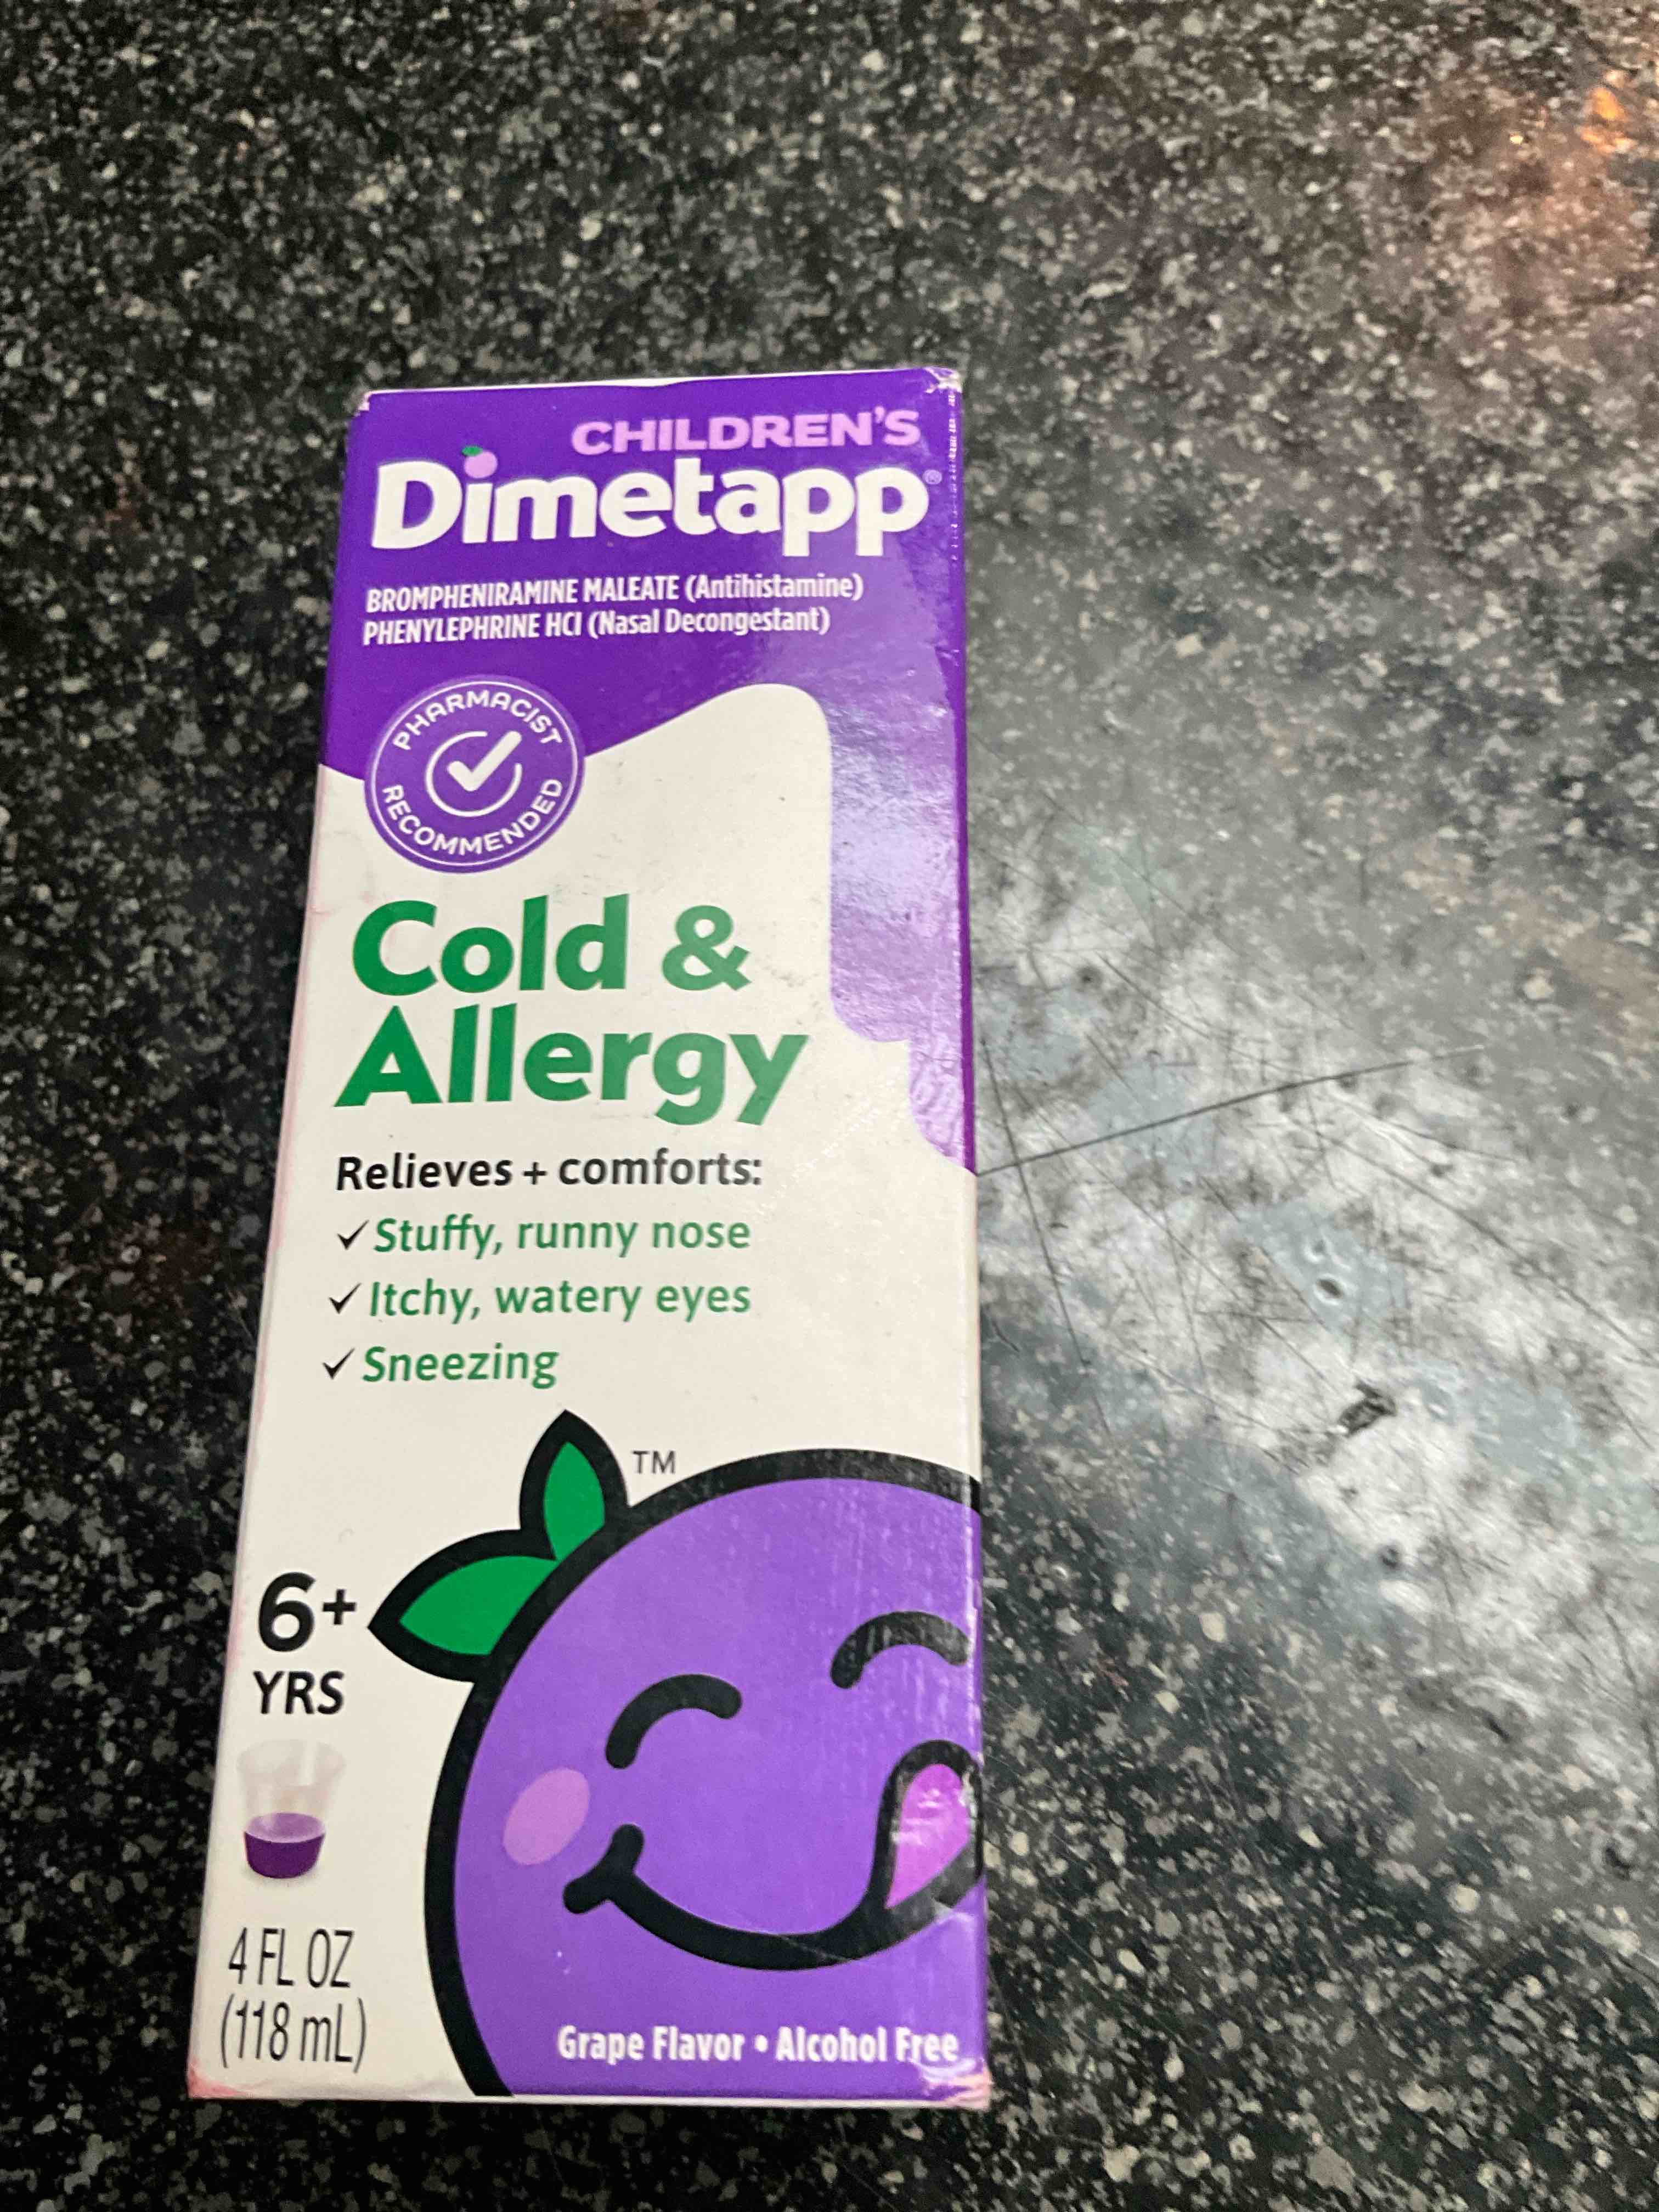 CHILDREN'S
Dimetapp®
BROMPHENIRAMINE MALEATE (Antihistamine)
PHENYLEPHRINE HCl (Nasal Decongestant)
PHARMACIST
RECOMMENDED
Cold &
Allergy
Relieves + comforts:
✓ Stuffy, runny nose
✓ Itchy, watery eyes
✓ Sneezing
TM
6+
YRS
4 FL OZ
(118 mL)
Grape Flavor • Alcohol Free